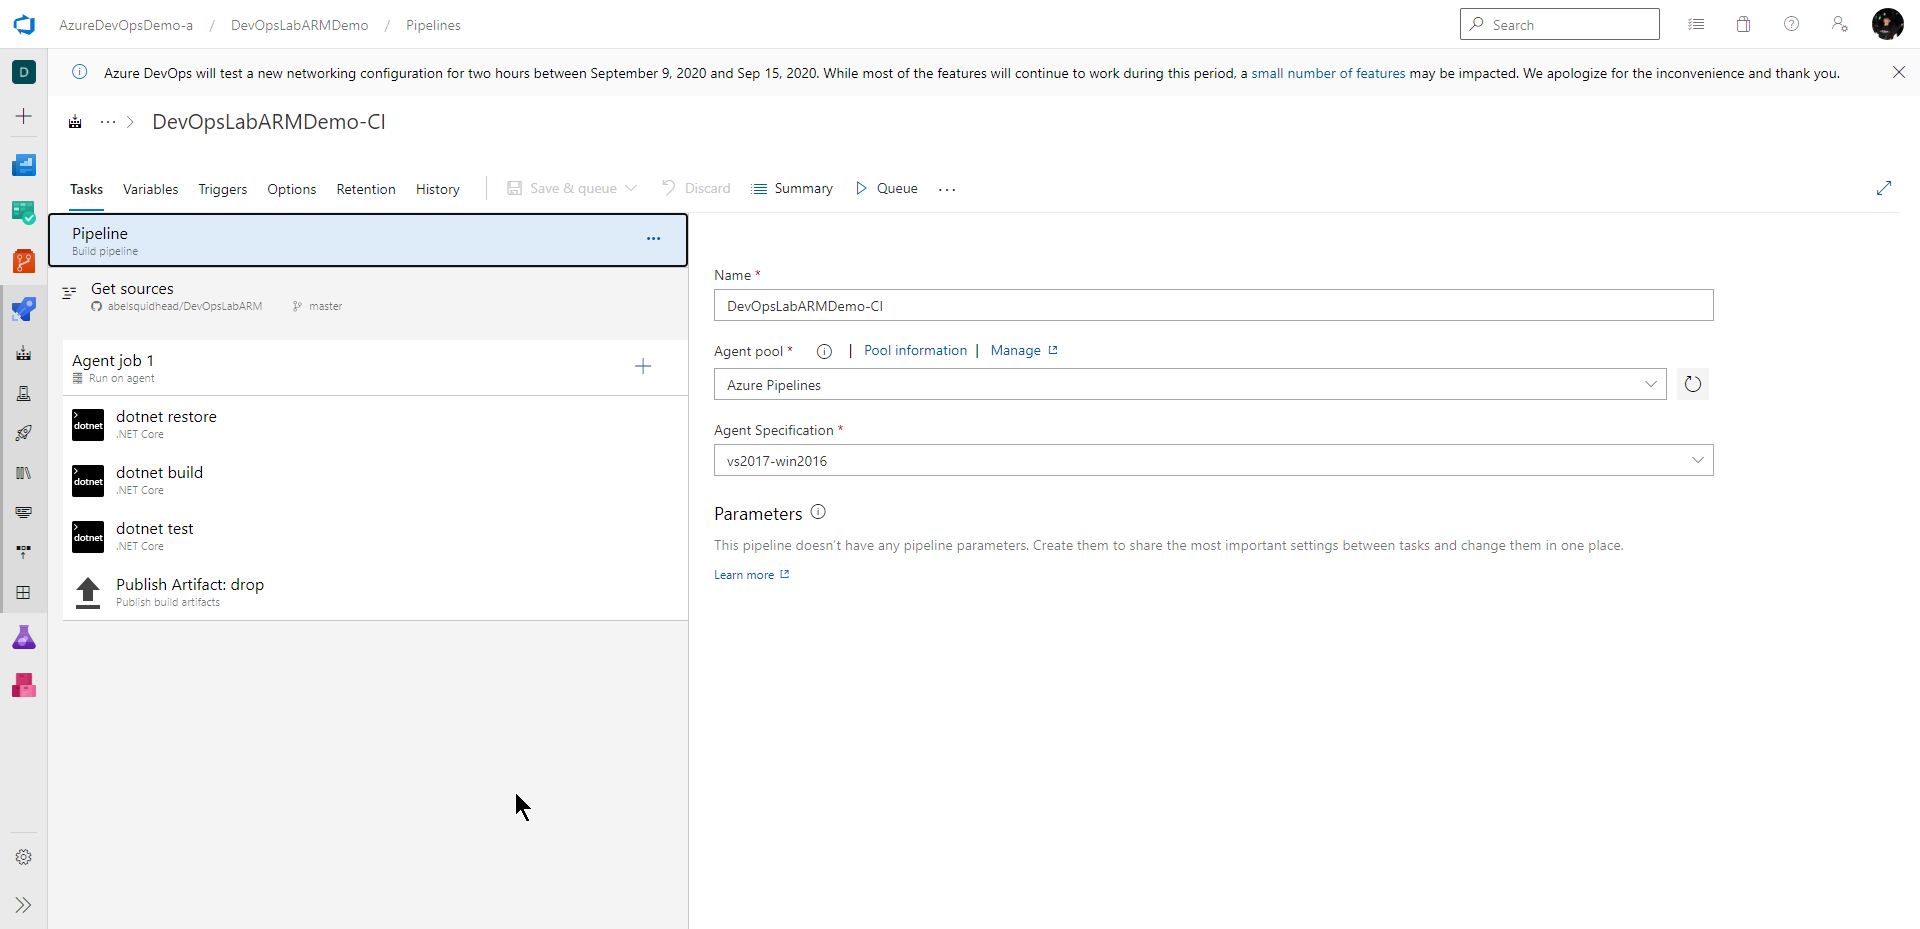 AzureDevOpsDemo-a / DevOpsLabARMDemo / Pipelines
Search
D
Azure DevOps will test a new networking configuration for two hours between September 9, 2020 and Sep 15, 2020. While most of the features will continue to work during this period, a small number of features may be impacted. We apologize for the inconvenience and thank you.
DevOpsLabARMDemo-CI
Tasks Variables Triggers Options Retention History Save & queue Discard Summary Queue ...
Pipeline
Build pipeline
Get sources
abelsquidhead/DevOpsLabARM master
Agent job 1
Run on agent
dotnet
dotnet restore
.NET Core
dotnet
dotnet build
.NET Core
dotnet
dotnet test
.NET Core
Publish Artifact: drop
Publish build artifacts
Name *
DevOpsLabARMDemo-CI
Agent pool * | Pool information | Manage
Azure Pipelines
Agent Specification *
vs2017-win2016
Parameters
This pipeline doesn't have any pipeline parameters. Create them to share the most important settings between tasks and change them in one place.
Learn more